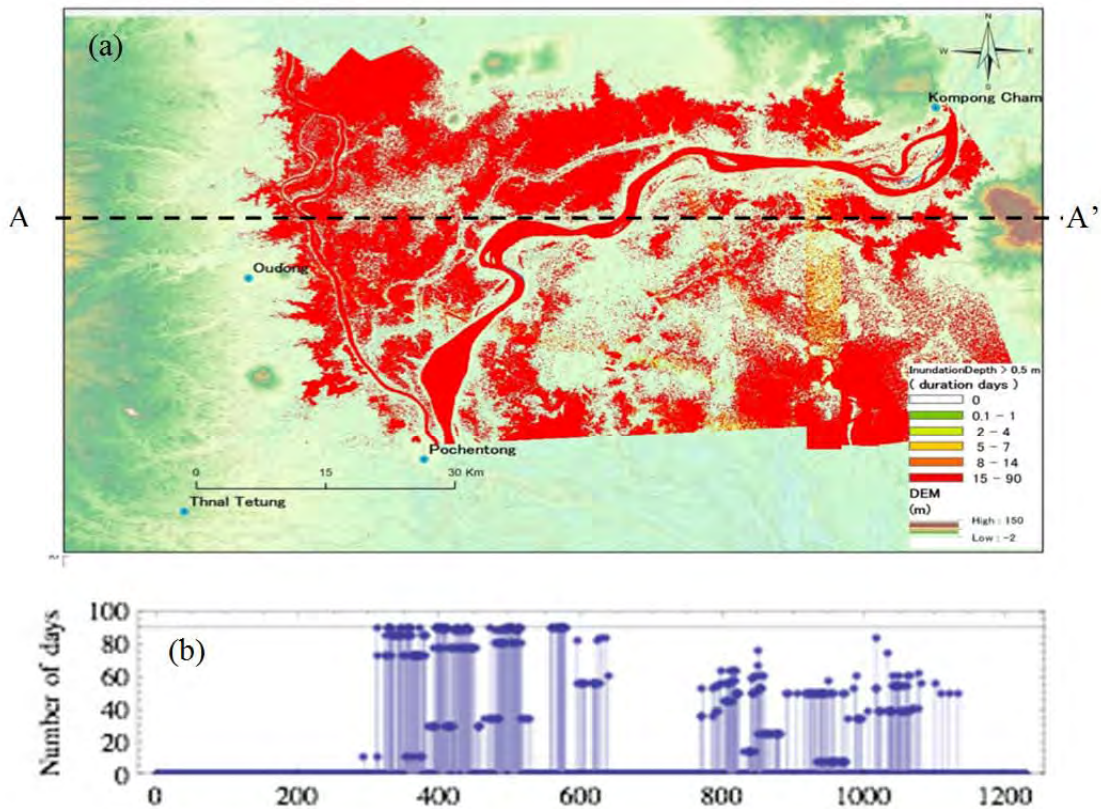 (a)
N
W E
S
Kompong Cham
A A’
Oudong
InundationDepth > 0.5 m
( duration days )
0
0.1 - 1
2 - 4
5 - 7
8 - 14
15 - 90
Pochentong
0 15 30 Km
DEM
(m)
High : 150
Low : -2
Thnal Tetung
Number of days
(b)
100
80
60
40
20
0
0 200 400 600 800 1000 1200